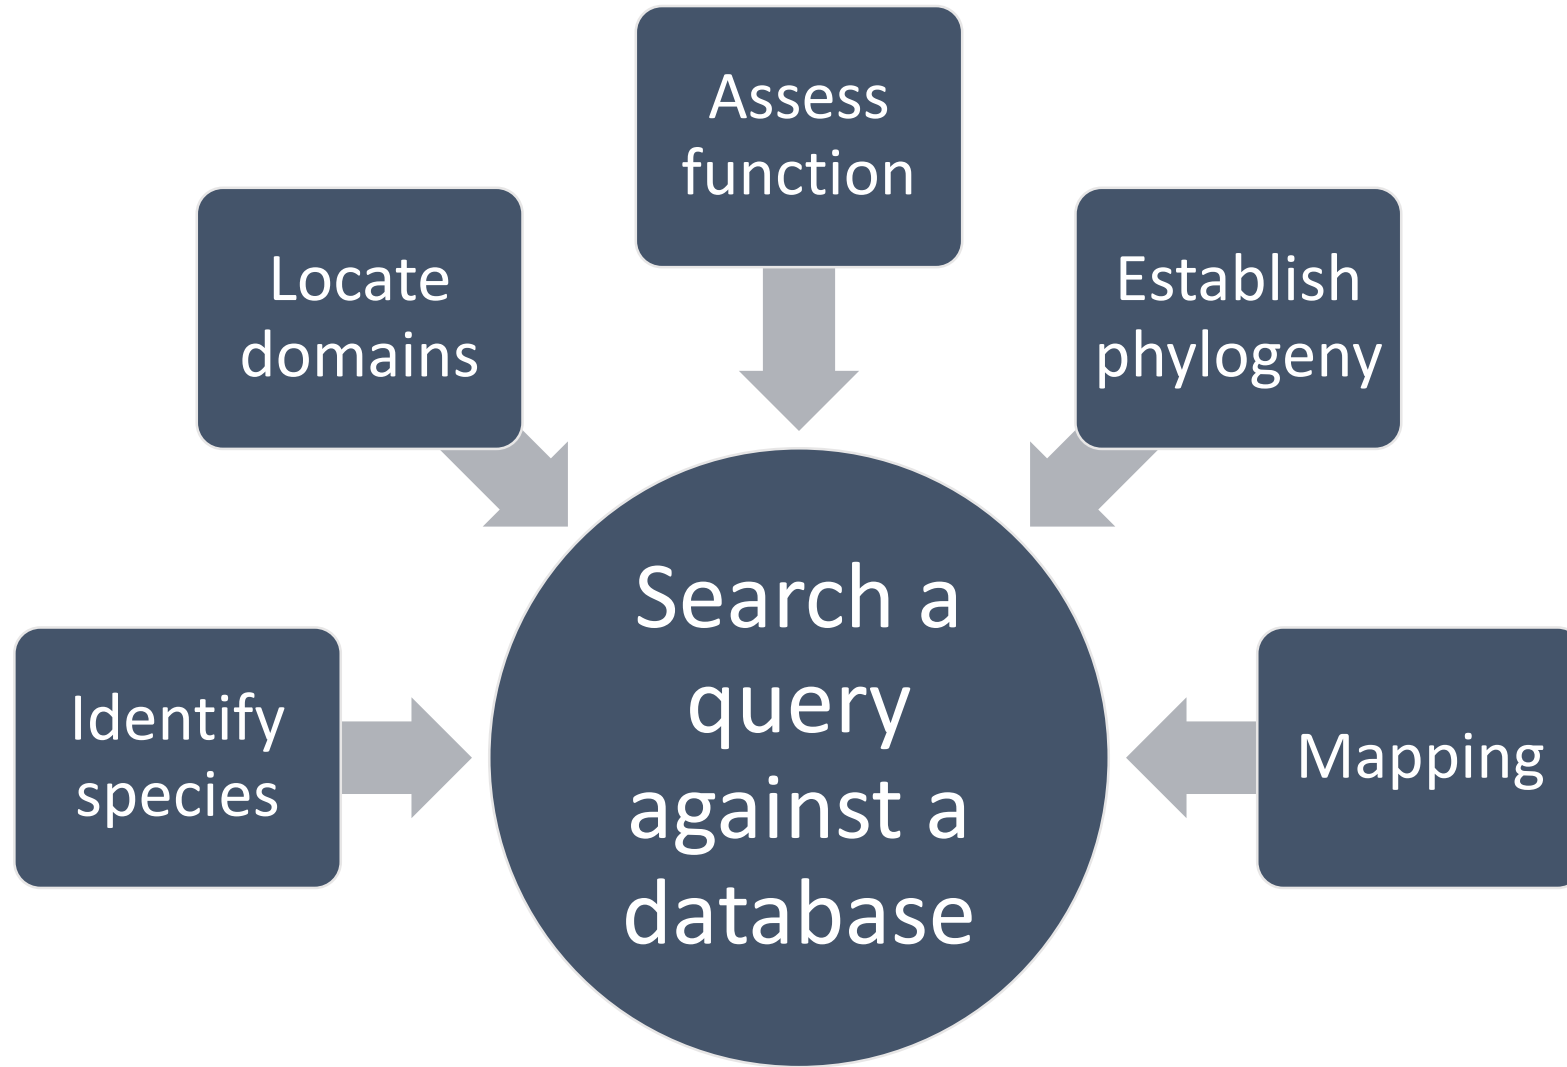 Assess
function
Locate
domains
Establish
phylogeny
Identify
species
Search a
query
against a
database
Mapping